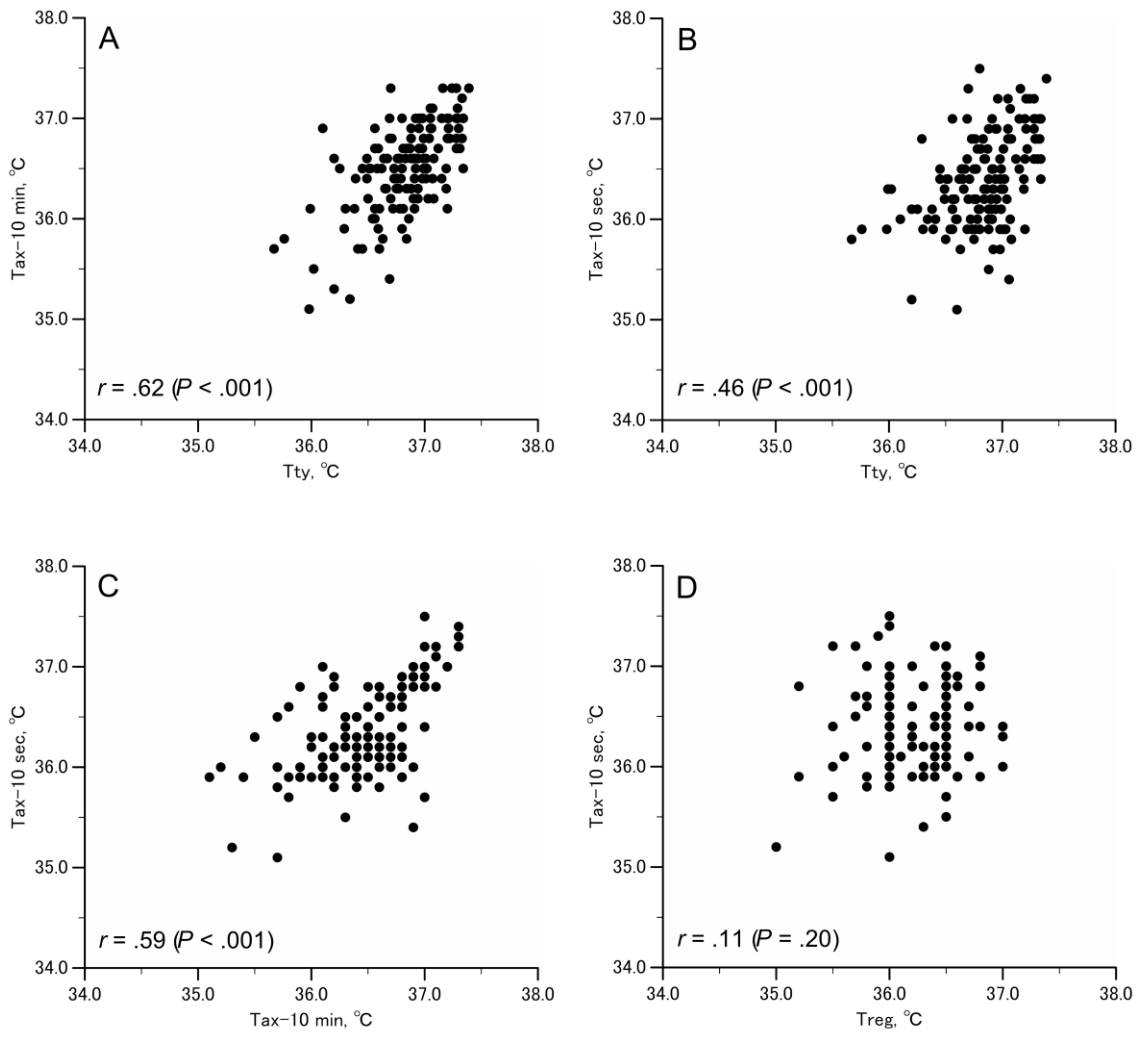 A
38.0
37.0
36.0
35.0
34.0
Tax-10 min, °C
r = .62 (P < .001)
34.0 35.0 36.0 37.0 38.0
Tty, °C
B
38.0
37.0
36.0
35.0
34.0
Tax-10 sec, °C
r = .46 (P < .001)
34.0 35.0 36.0 37.0 38.0
Tty, °C
C
38.0
37.0
36.0
35.0
34.0
Tax-10 sec, °C
r = .59 (P < .001)
34.0 35.0 36.0 37.0 38.0
Tax-10 min, °C
D
38.0
37.0
36.0
35.0
34.0
Tax-10 sec, °C
r = .11 (P = .20)
34.0 35.0 36.0 37.0 38.0
Treg, °C